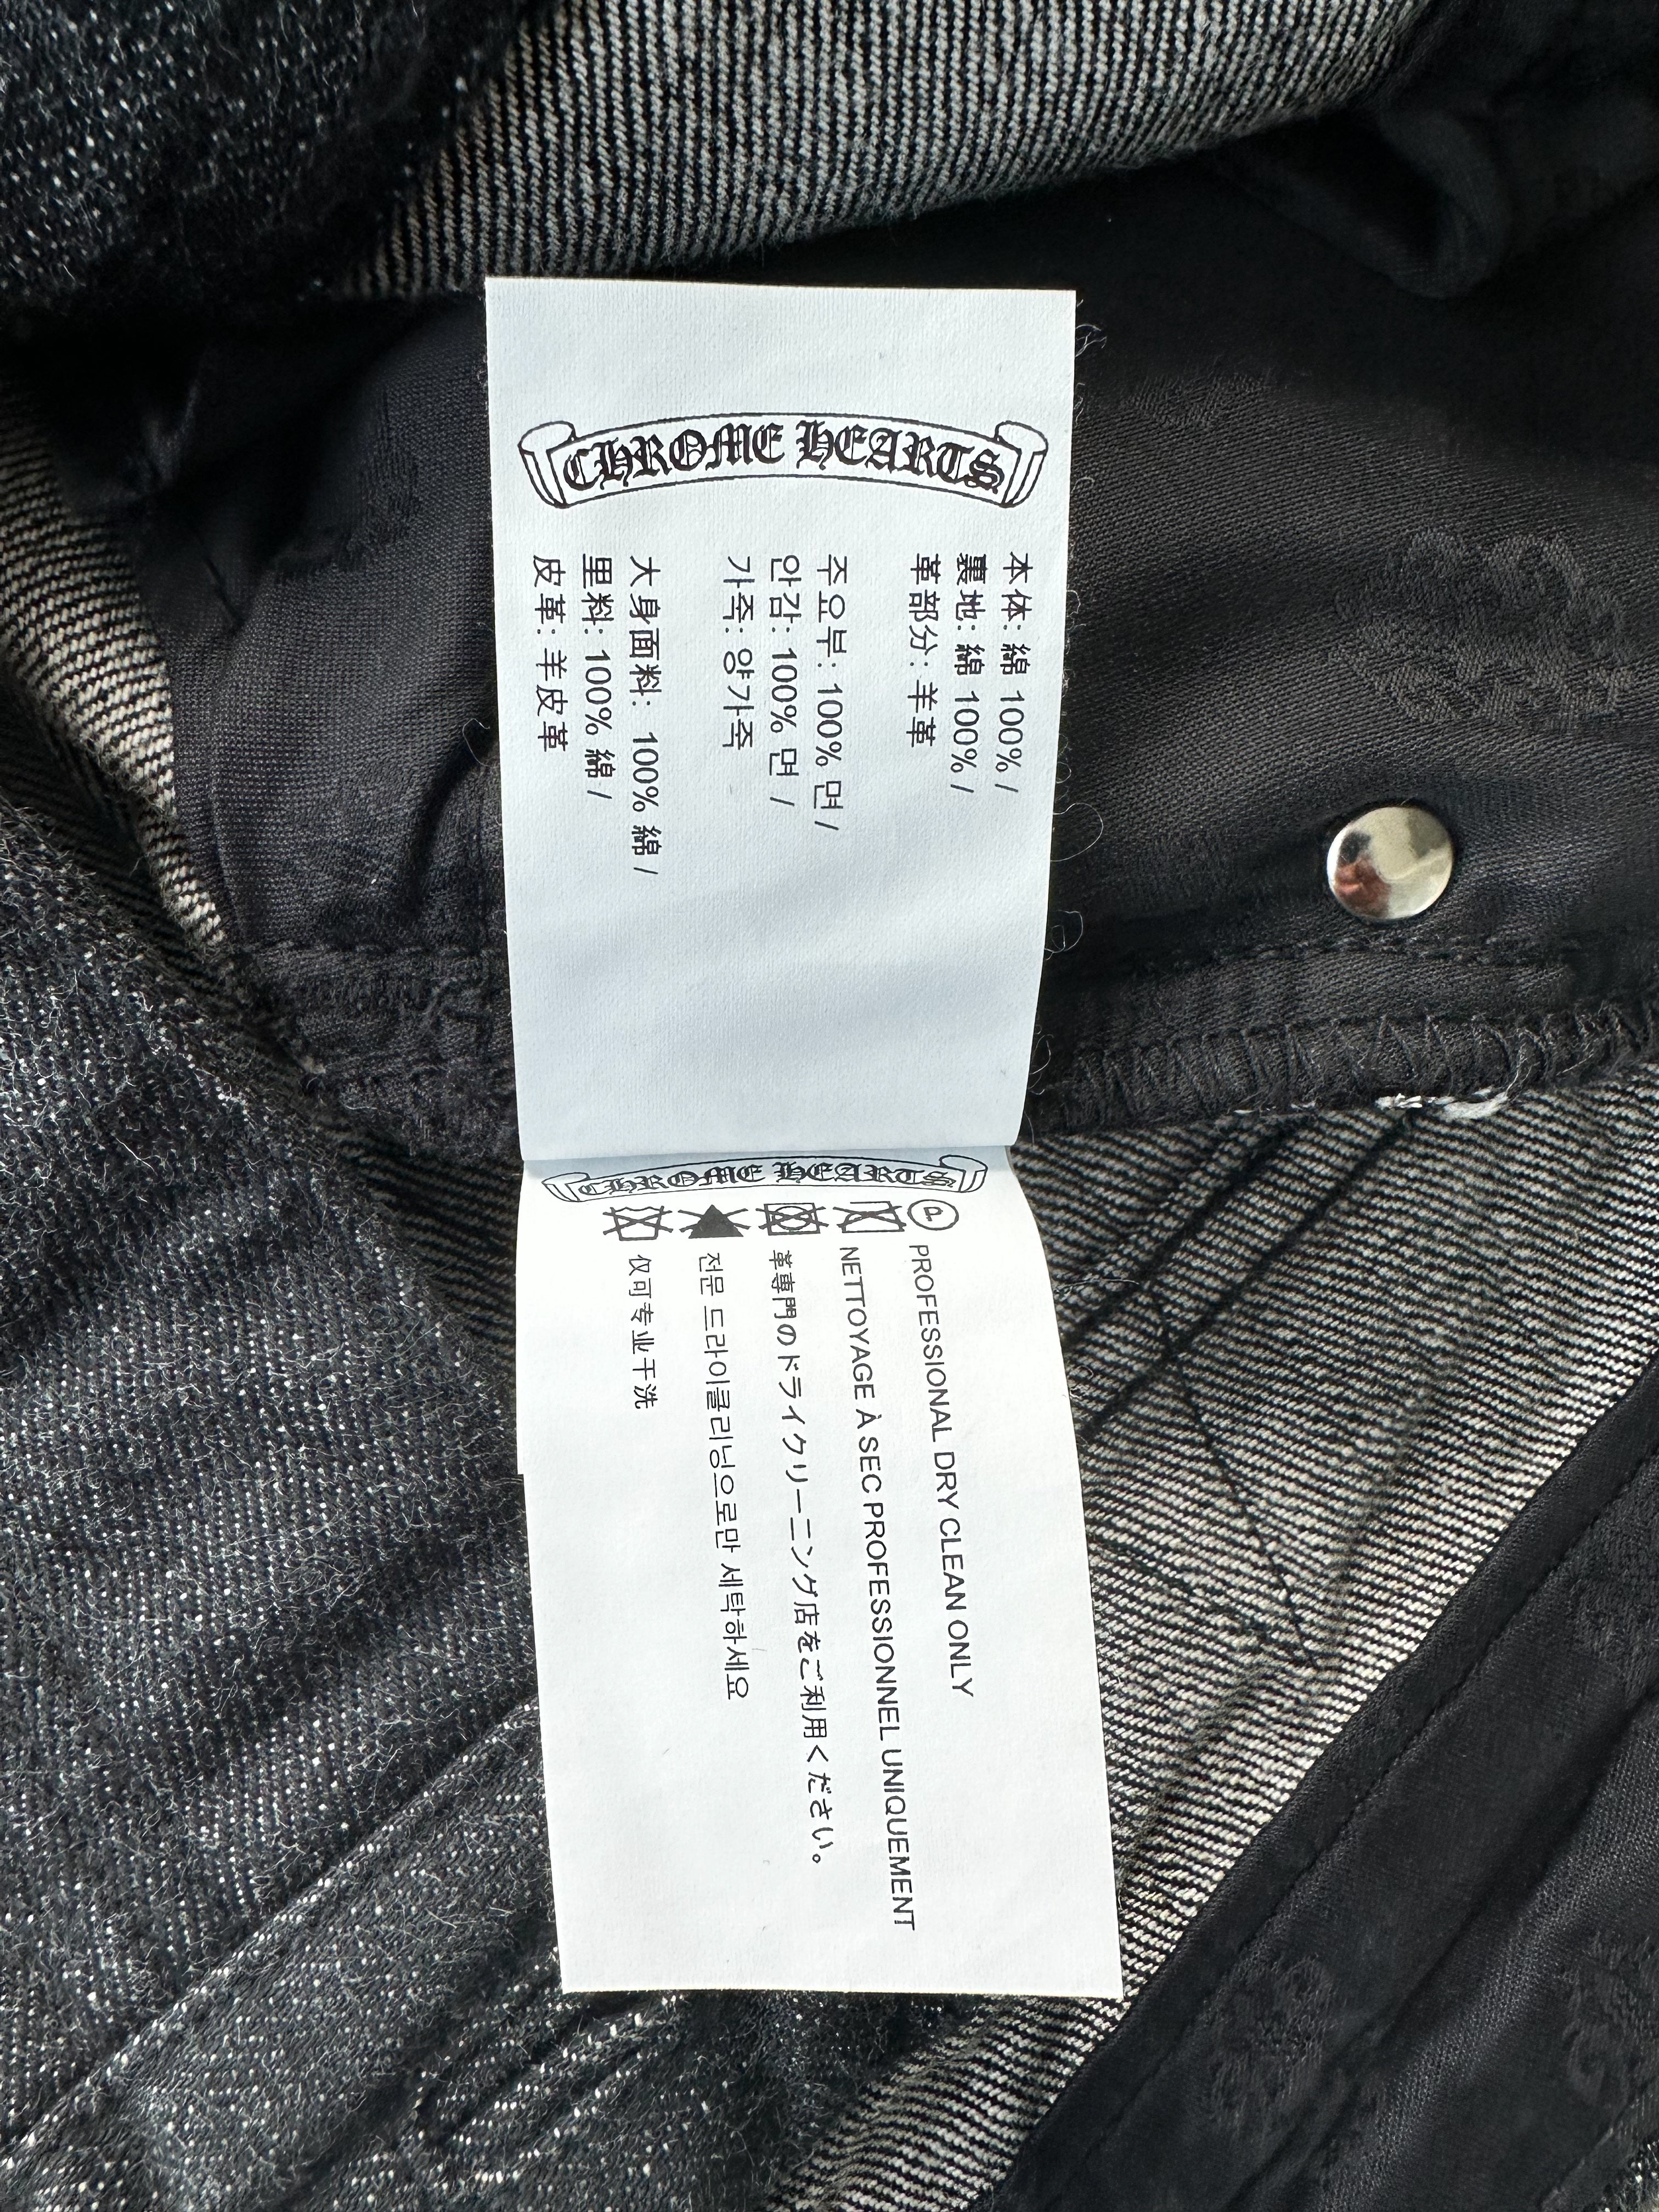 CHROME HEARTS
本体: 綿 100% /
裏地: 綿 100% /
革部分: 羊革
주요부: 100% 면 /
안감: 100% 면 /
가죽: 양가죽
大身面料: 100% 綿 /
里料: 100% 綿 /
皮革: 羊皮革
CHROME HEARTS
P
PROFESSIONAL DRY CLEAN ONLY
NETTOYAGE À SEC PROFESSIONNEL UNIQUEMENT
革専門のドライクリーニング店をご利用ください。
전문 드라이클리닝으로만 세탁하세요
仅可专业干洗